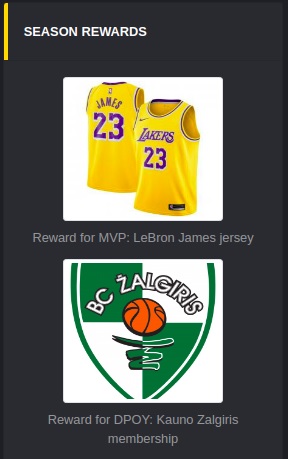 SEASON REWARDS
JAMES
23
LAKERS
23
Reward for MVP: LeBron James jersey
BC ŽALGIRIS
Reward for DPOY: Kauno Zalgiris
membership